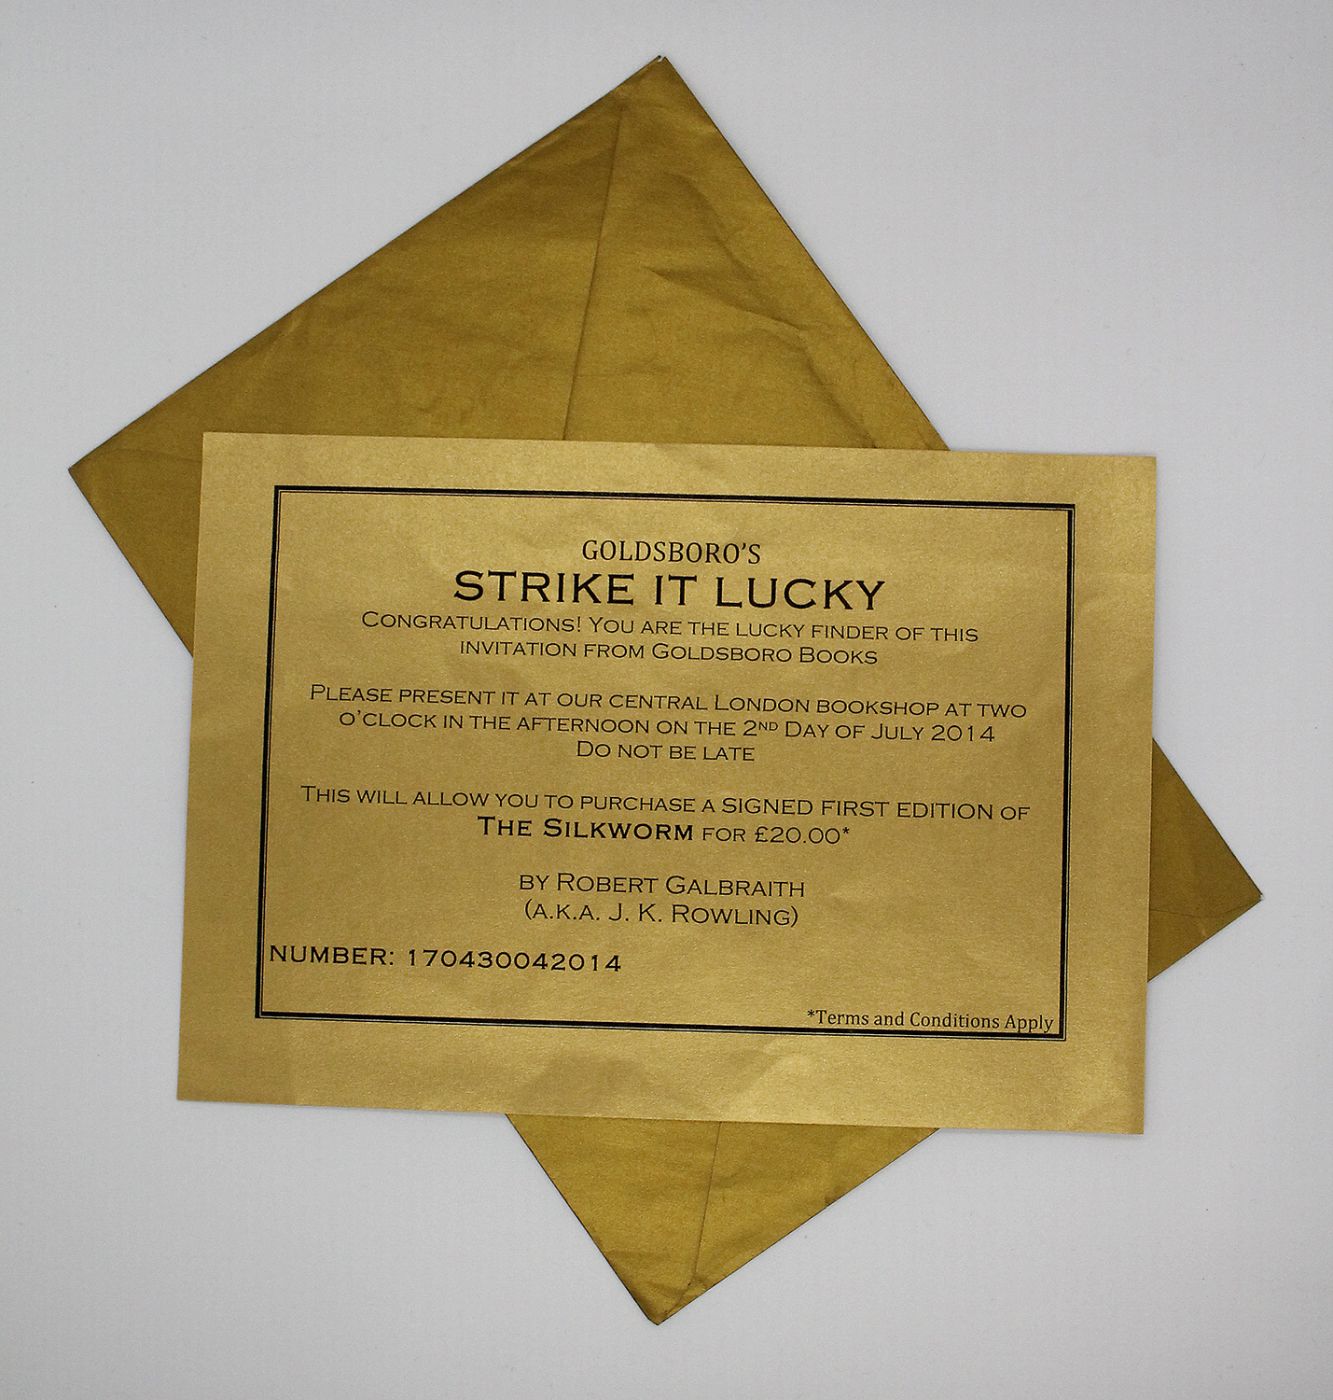 GOLDSBORO'S
STRIKE IT LUCKY
CONGRATULATIONS! YOU ARE THE LUCKY FINDER OF THIS
INVITATION FROM GOLDSBORO BOOKS
PLEASE PRESENT IT AT OUR CENTRAL LONDON BOOKSHOP AT TWO
O'CLOCK IN THE AFTERNOON ON THE 2ND DAY OF JULY 2014
DO NOT BE LATE
THIS WILL ALLOW YOU TO PURCHASE A SIGNED FIRST EDITION OF
THE SILKWORM FOR £20.00*
BY ROBERT GALBRAITH
(A.K.A. J. K. ROWLING)
NUMBER: 170430042014
*Terms and Conditions Apply